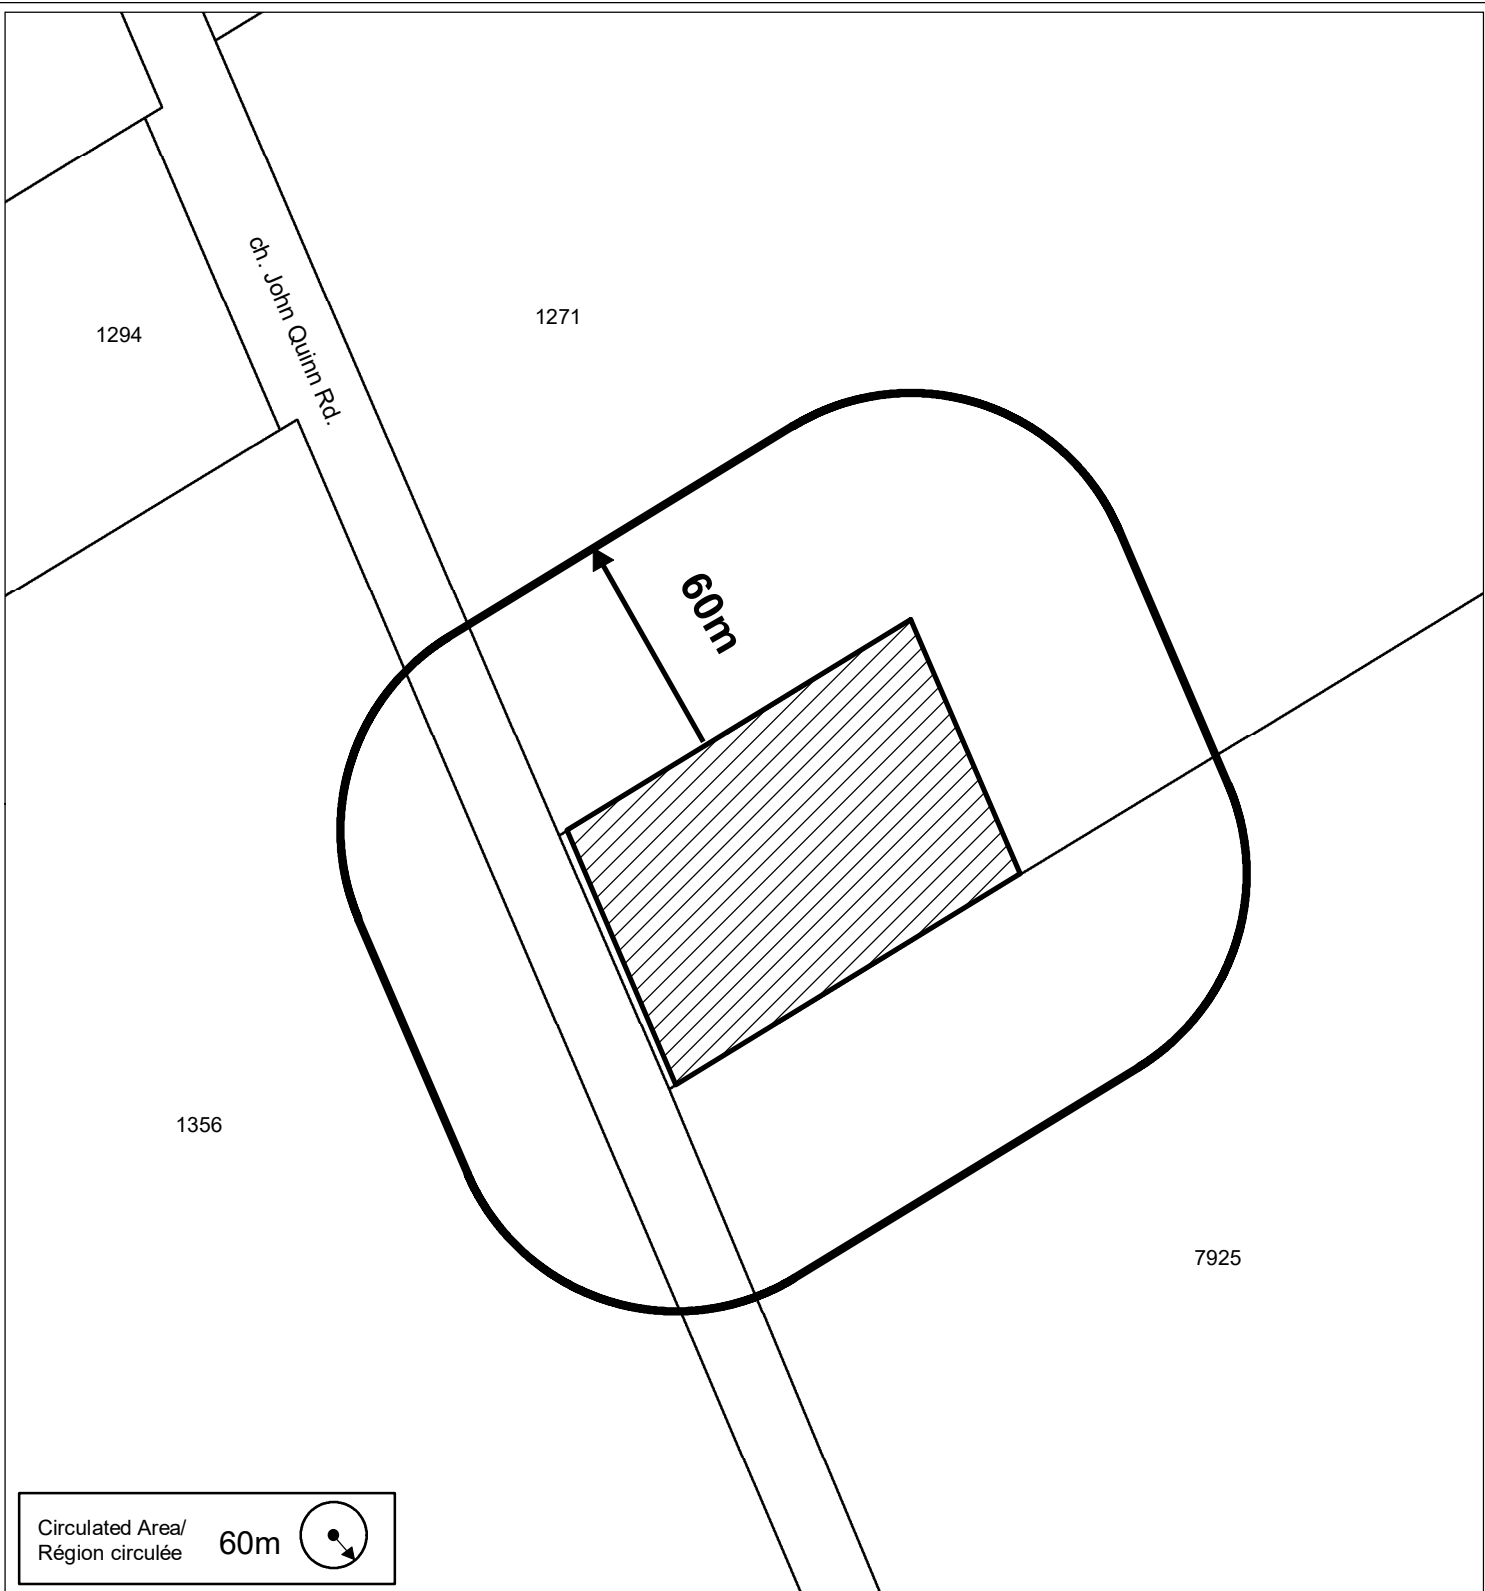 ch. John Quinn Rd.
1294
1271
60m
1356
7925
Circulated Area/
Région circulée
60m